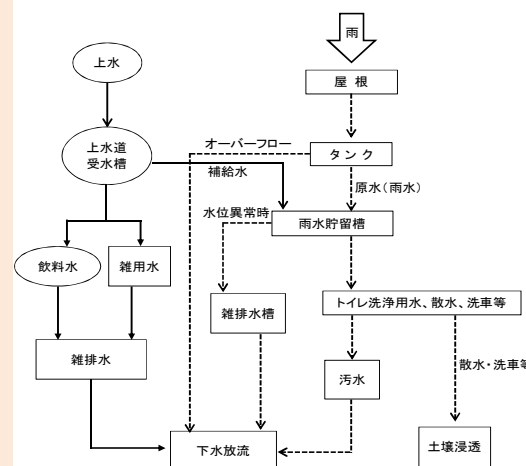 雨
上水
屋 根
オーバーフロー
上水道
受水槽
タンク
補給水
原水(雨水)
水位異常時
雨水貯留槽
飲料水
雑用水
雑排水槽
トイレ洗浄用水、散水、洗車等
雑排水
汚水
散水・洗車等
下水放流
土壌浸透